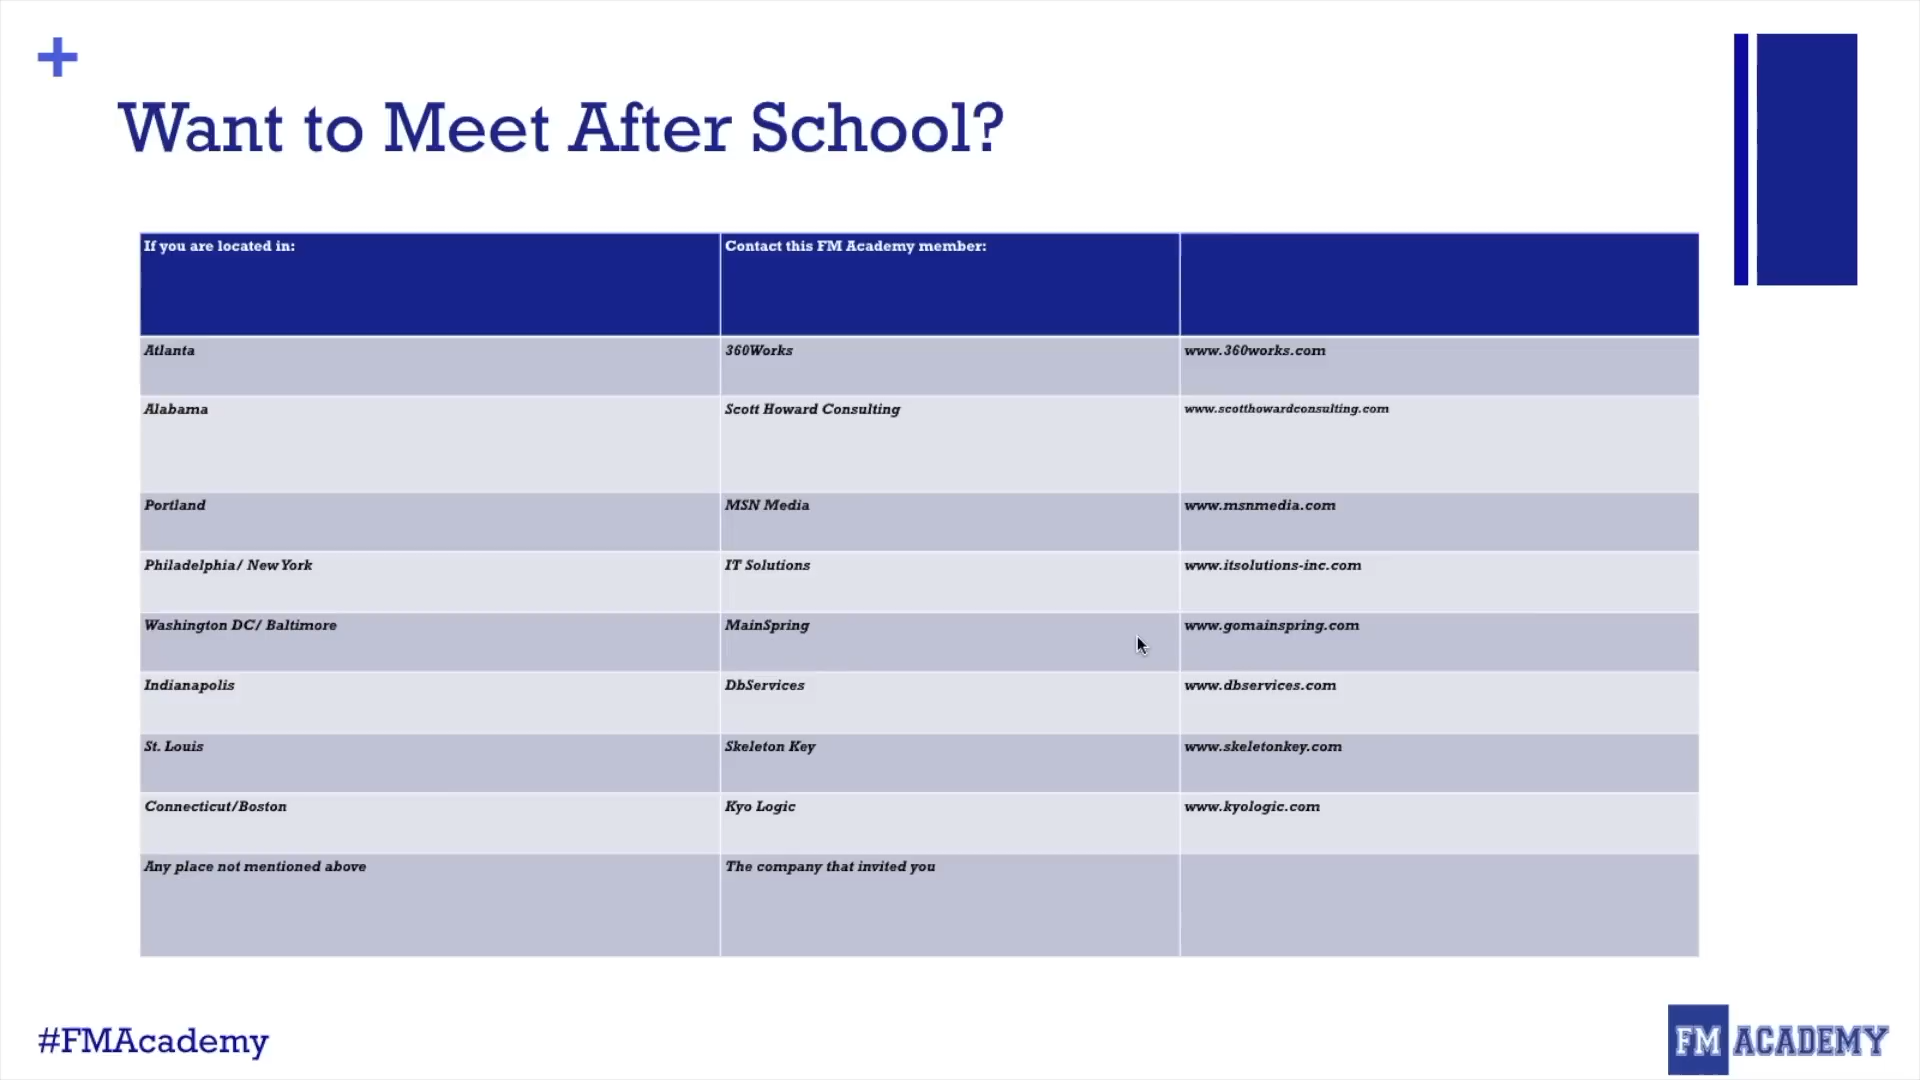 +
Want to Meet After School?
If you are located in: Contact this FM Academy member:
Atlanta 360Works www.360works.com
Alabama Scott Howard Consulting www.scotthowardconsulting.com
Portland MSN Media www.msnmedia.com
Philadelphia/ New York IT Solutions www.itsolutions-inc.com
Washington DC/ Baltimore MainSpring www.gomainspring.com
Indianapolis DbServices www.dbservices.com
St. Louis Skeleton Key www.skeletonkey.com
Connecticut/Boston Kyo Logic www.kyologic.com
Any place not mentioned above The company that invited you
#FMAcademy
FM ACADEMY